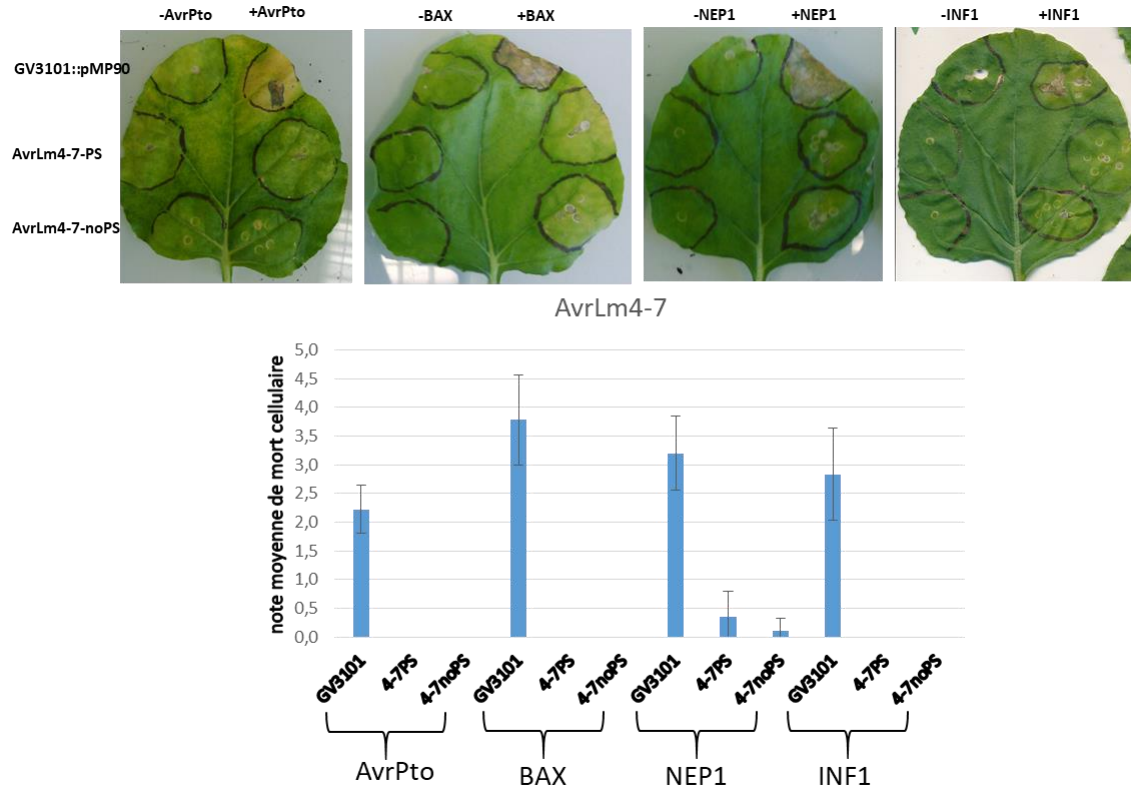 -AvrPto +AvrPto -BAX +BAX -NEP1 +NEP1 -INF1 +INF1
GV3101::pMP90
AvrLm4-7-PS
AvrLm4-7-noPS
AvrLm4-7
note moyenne de mort cellulaire
5,0
4,5
4,0
3,5
3,0
2,5
2,0
1,5
1,0
0,5
0,0
GV3101 4-7PS 4-7noPS GV3101 4-7PS 4-7noPS GV3101 4-7PS 4-7noPS GV3101 4-7PS 4-7noPS
AvrPto BAX NEP1 INF1